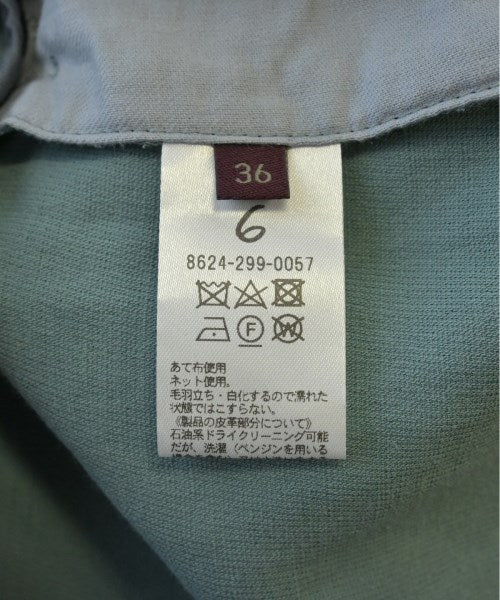 36
6
8624-299-0057
F
W
あて布使用
ネット使用。
毛羽立ち・白化するので濡れた
状態ではこすらない。
《製品の皮革部分について》
石油系ドライクリーニング可能
だが、洗濯（ベンジンを用いる